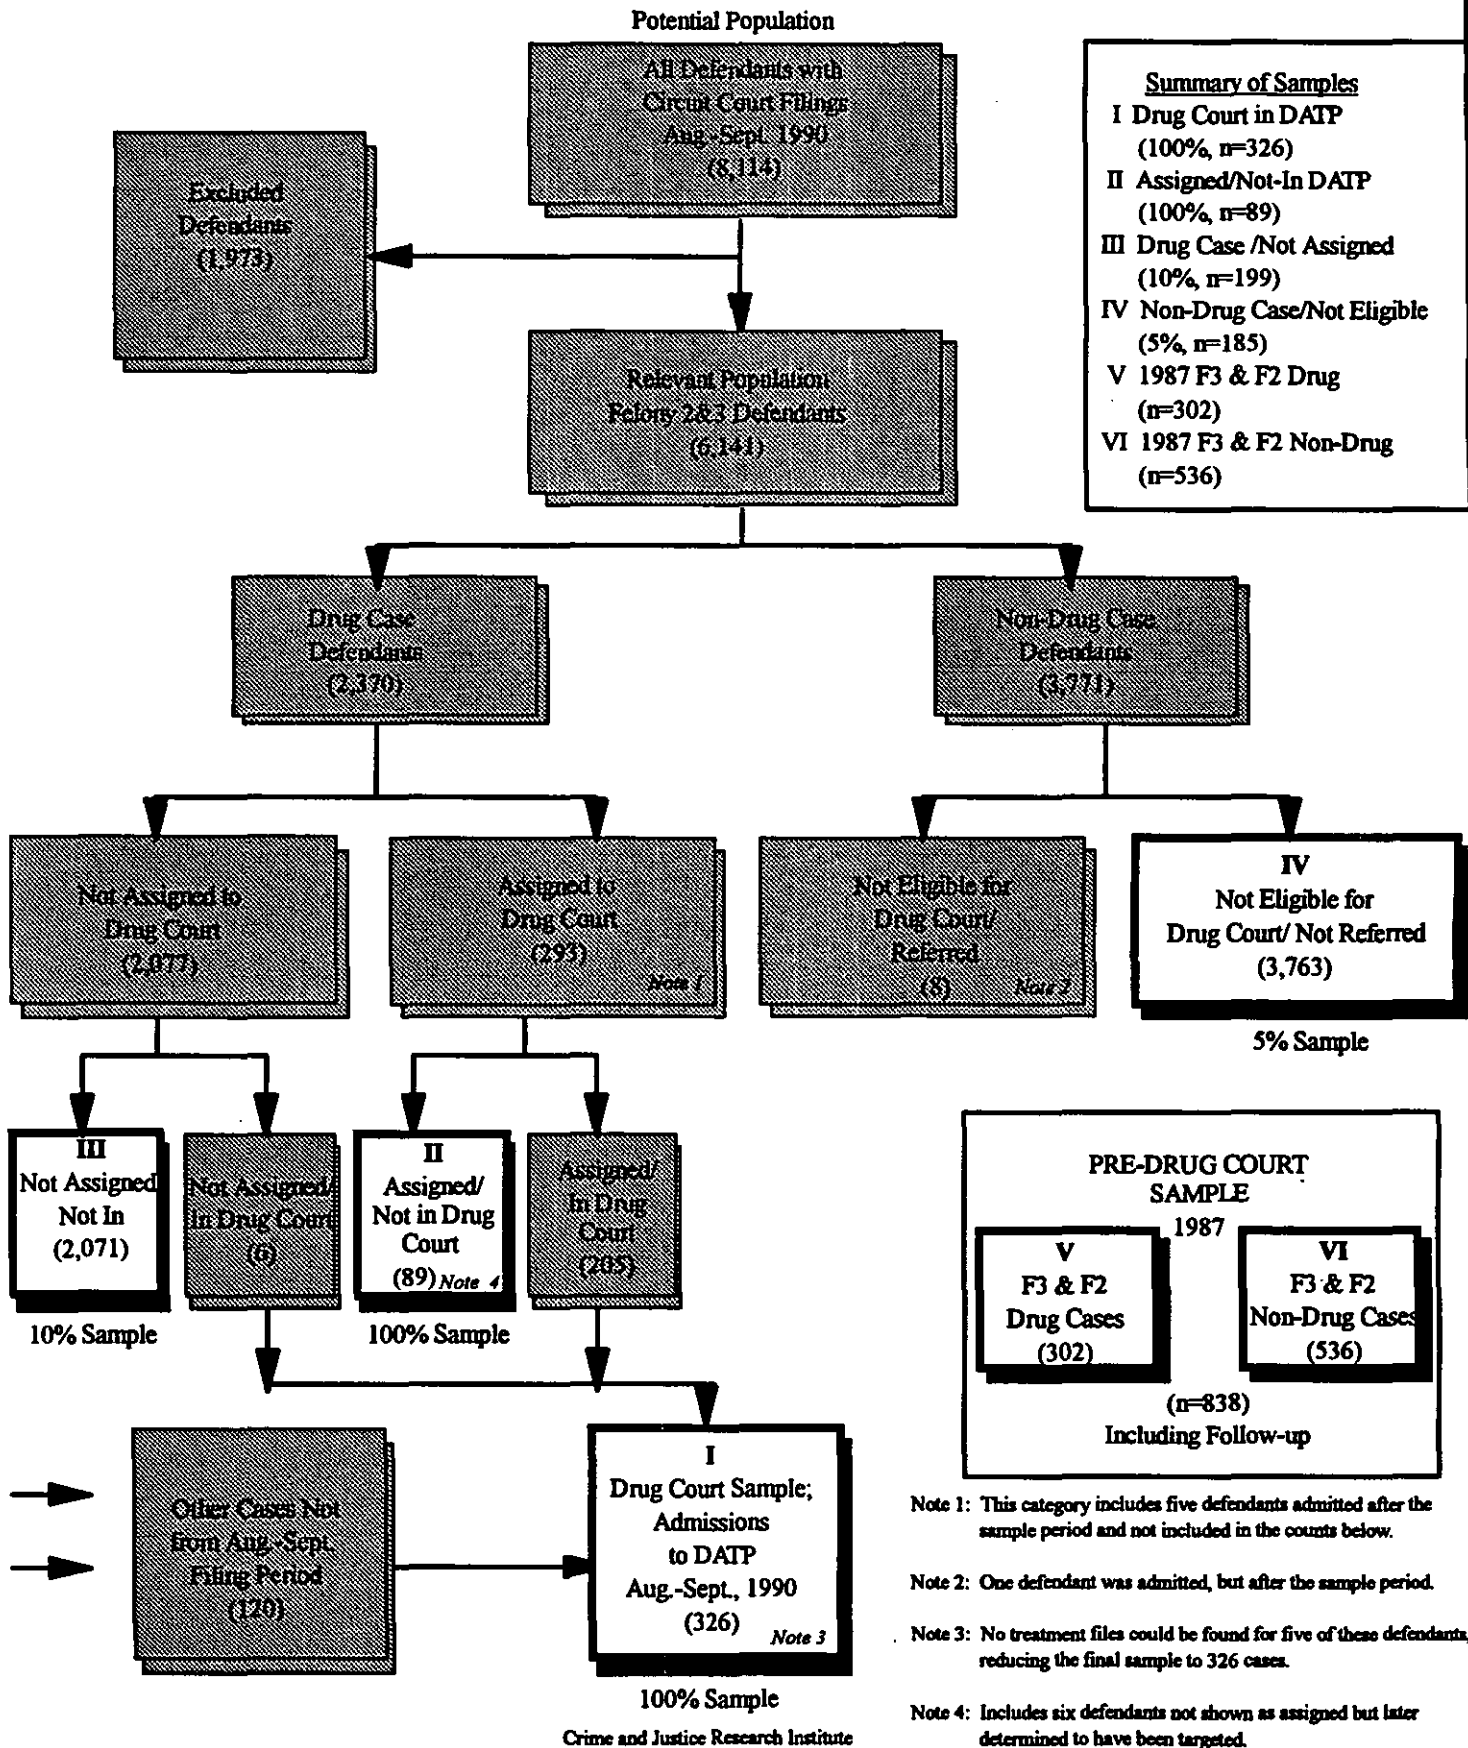 Potential Population
All Defendants with
Circuit Court Filings
Aug.-Sept. 1990
(8,114)
Summary of Samples
I Drug Court in DATP
(100%, n=326)
II Assigned/Not-In DATP
(100%, n=89)
III Drug Case /Not Assigned
(10%, n=199)
IV Non-Drug Case/Not Eligible
(5%, n=185)
V 1987 F3 & F2 Drug
(n=302)
VI 1987 F3 & F2 Non-Drug
(n=536)
Excluded
Defendants
(1,973)
Relevant Population
Felony 2&3 Defendants
(6,141)
Drug Case
Defendants
(2,370)
Non-Drug Case
Defendants
(3,771)
Not Assigned to
Drug Court
(2,077)
Assigned to
Drug Court
(293)
Note 1
Not Eligible for
Drug Court/
Referred
(8) Note 2
IV
Not Eligible for
Drug Court/ Not Referred
(3,763)
5% Sample
III
Not Assigned
Not In
(2,071)
10% Sample
Not Assigned/
In Drug Court
(6)
II
Assigned/
Not in Drug
Court
(89) Note 4
100% Sample
Assigned/
In Drug
Court
(205)
PRE-DRUG COURT
SAMPLE
1987
V
F3 & F2
Drug Cases
(302)
VI
F3 & F2
Non-Drug Cases
(536)
(n=838)
Including Follow-up
Other Cases Not
from Aug.-Sept.
Filing Period
(120)
I
Drug Court Sample;
Admissions
to DATP
Aug.-Sept., 1990
(326)
Note 3
100% Sample
Crime and Justice Research Institute
Note 1: This category includes five defendants admitted after the
sample period and not included in the counts below.
Note 2: One defendant was admitted, but after the sample period.
Note 3: No treatment files could be found for five of these defendants,
reducing the final sample to 326 cases.
Note 4: Includes six defendants not shown as assigned but later
determined to have been targeted.